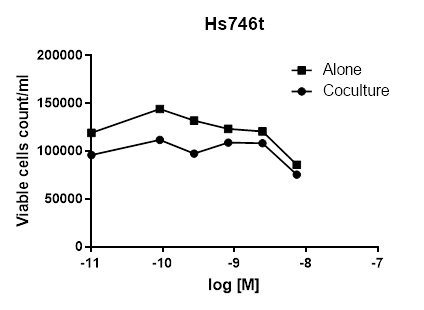 Hs746t
200000
150000
100000
50000
0
Viable cells count/ml
Alone
Coculture
-11 -10 -9 -8 -7
log [M]